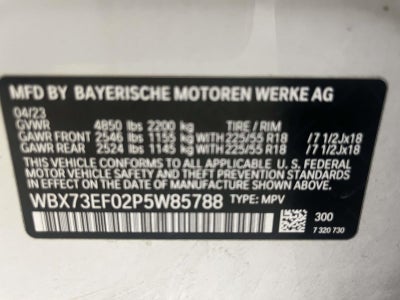 MFD BY BAYERISCHE MOTOREN WERKE AG
04/23
GVWR 4850 lbs 2200 kg TIRE / RIM
GAWR FRONT 2546 lbs 1155 kg WITH 225/55 R18 /7 1/2Jx18
GAWR REAR 2524 lbs 1145 kg WITH 225/55 R18 /7 1/2Jx18
THIS VEHICLE CONFORMS TO ALL APPLICABLE U.S. FEDERAL
MOTOR VEHICLE SAFETY AND THEFT PREVENTION STANDARDS
IN EFFECT ON THE DATE OF MANUFACTURE SHOWN ABOVE.
WBX73EF02P5W85788 TYPE: MPV
300
7 320 730